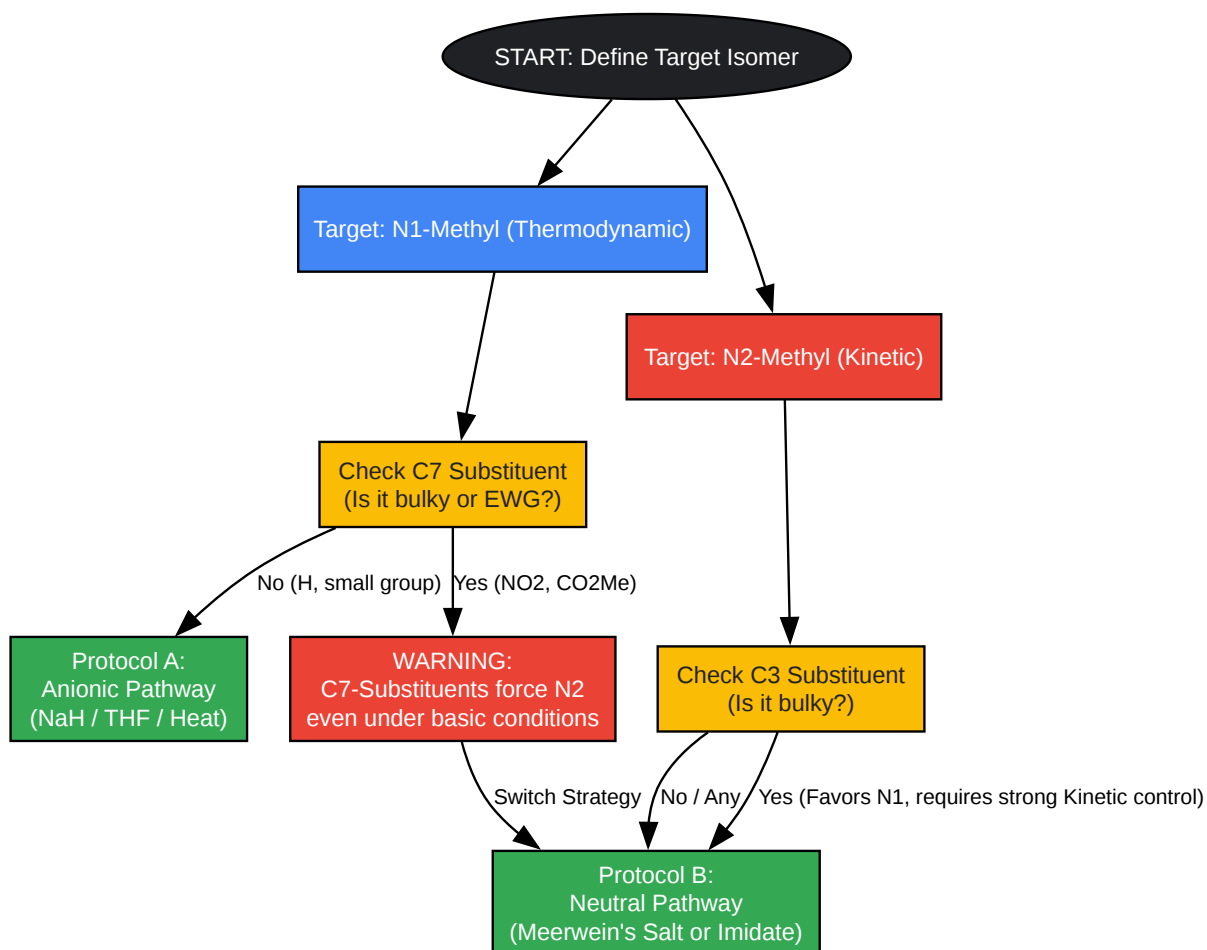 START: Define Target Isomer
Target: N1-Methyl (Thermodynamic)
Target: N2-Methyl (Kinetic)
Check C7 Substituent
(Is it bulky or EWG?)
No (H, small group)
Yes (NO2, CO2Me)
Protocol A:
Anionic Pathway
(NaH / THF / Heat)
WARNING:
C7-Substituents force N2
even under basic conditions
Check C3 Substituent
(Is it bulky?)
Switch Strategy
No / Any
Yes (Favors N1, requires strong Kinetic control)
Protocol B:
Neutral Pathway
(Meerwein's Salt or Imidate)